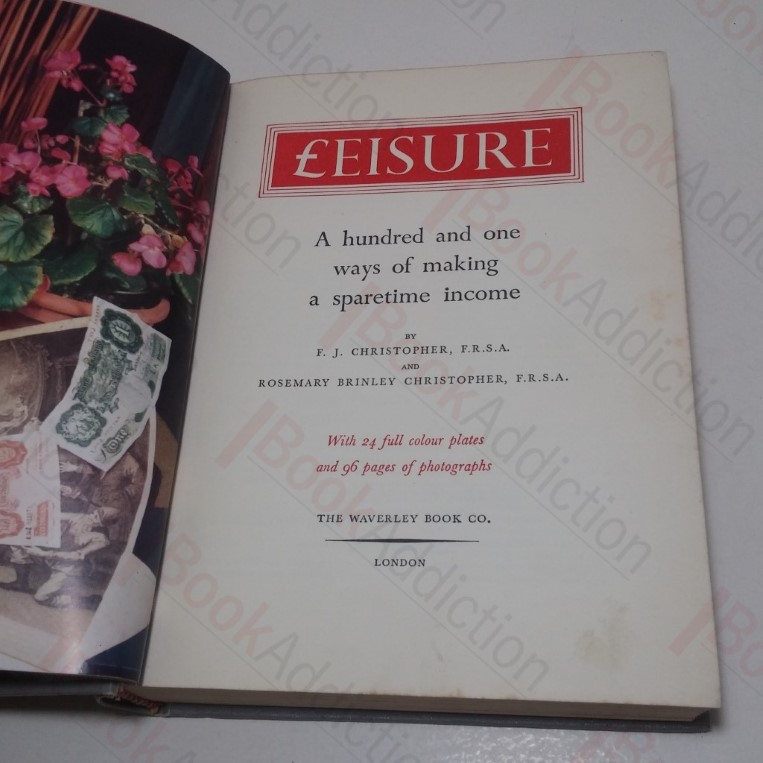 £EISURE
A hundred and one
ways of making
a sparetime income
BY
F. J. CHRISTOPHER, F.R.S.A.
AND
ROSEMARY BRINLEY CHRISTOPHER, F.R.S.A.
With 24 full colour plates
and 96 pages of photographs
THE WAVERLEY BOOK CO.
LONDON
BookAddiction